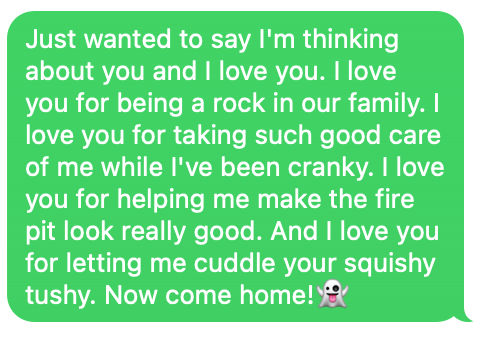 Just wanted to say I'm thinking
about you and I love you. I love
you for being a rock in our family. I
love you for taking such good care
of me while I've been cranky. I love
you for helping me make the fire
pit look really good. And I love you
for letting me cuddle your squishy
tushy. Now come home!👻